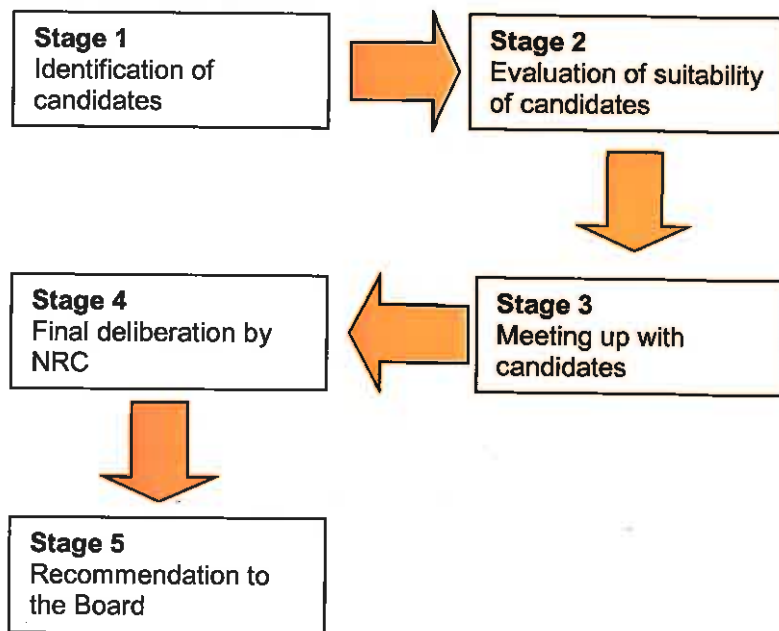 Stage 1
Identification of
candidates
Stage 2
Evaluation of suitability
of candidates
Stage 3
Meeting up with
candidates
Stage 4
Final deliberation by
NRC
Stage 5
Recommendation to
the Board